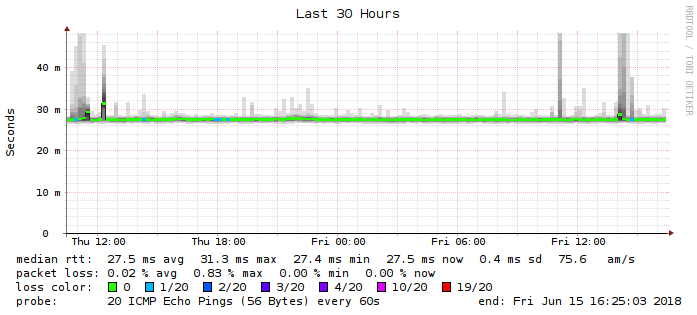 Last 30 Hours
RRDTOOL / TOBI OETIKER
Seconds
40 m
30 m
20 m
10 m
0
Thu 12:00 Thu 18:00 Fri 00:00 Fri 06:00 Fri 12:00
median rtt: 27.5 ms avg 31.3 ms max 27.4 ms min 27.5 ms now 0.4 ms sd 75.6 am/s
packet loss: 0.02 % avg 0.83 % max 0.00 % min 0.00 % now
loss color: 0 1/20 2/20 3/20 4/20 10/20 19/20
probe: 20 ICMP Echo Pings (56 Bytes) every 60s end: Fri Jun 15 16:25:03 2018